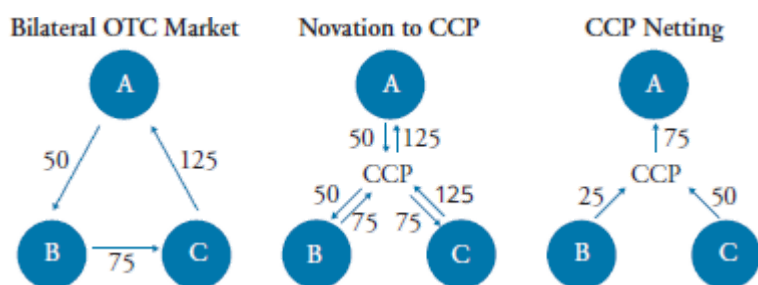 Bilateral OTC Market
Novation to CCP
CCP Netting
A
50
125
B
75
C
A
50
125
CCP
50
75
75
125
B
C
A
75
CCP
25
50
B
C